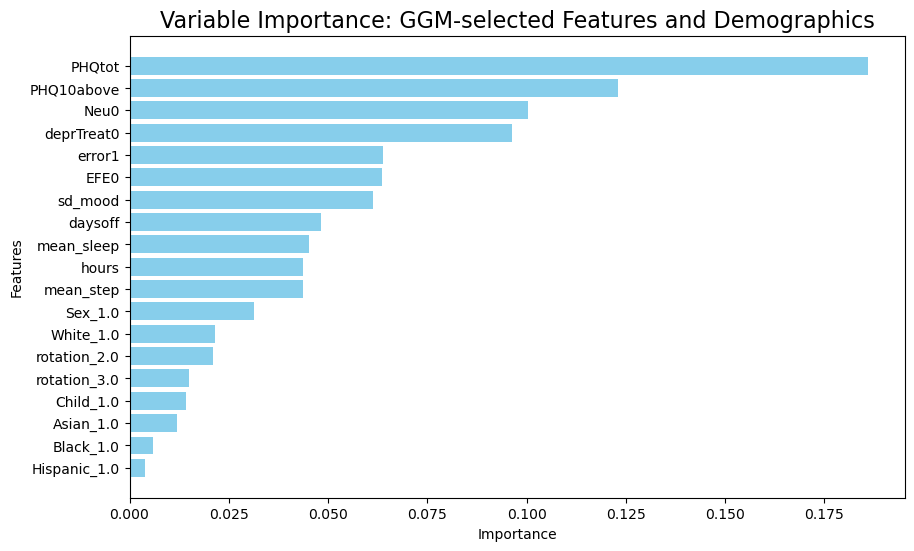 Variable Importance: GGM-selected Features and Demographics
PHQtot
PHQ10above
Neu0
deprTreat0
error1
EFE0
sd_mood
daysoff
mean_sleep
hours
mean_step
Sex_1.0
White_1.0
rotation_2.0
rotation_3.0
Child_1.0
Asian_1.0
Black_1.0
Hispanic_1.0
Features
0.000 0.025 0.050 0.075 0.100 0.125 0.150 0.175
Importance